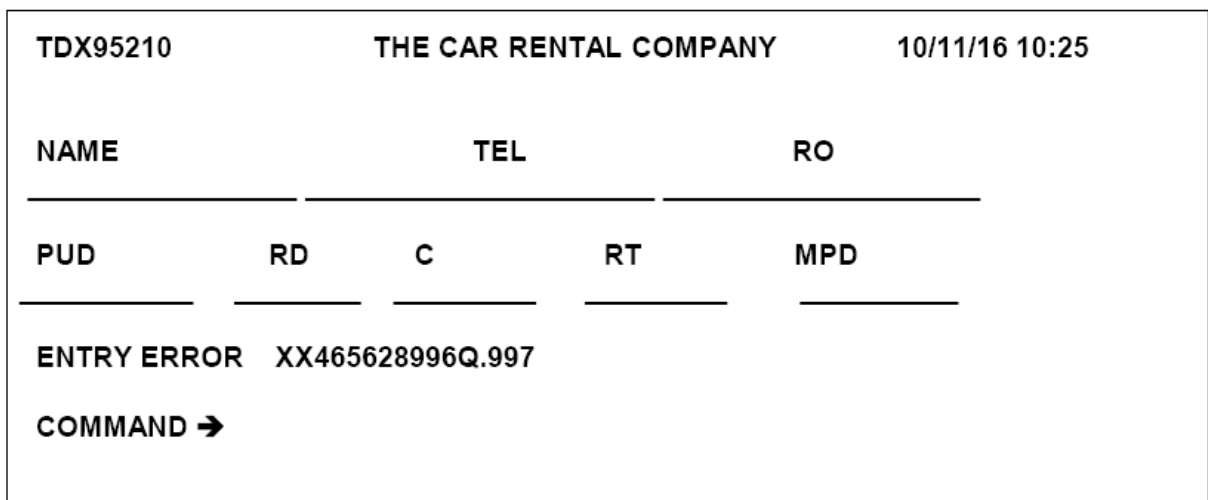 TDX95210 THE CAR RENTAL COMPANY 10/11/16 10:25
NAME TEL RO
PUD RD C RT MPD
ENTRY ERROR XX465628996Q.997
COMMAND ➔